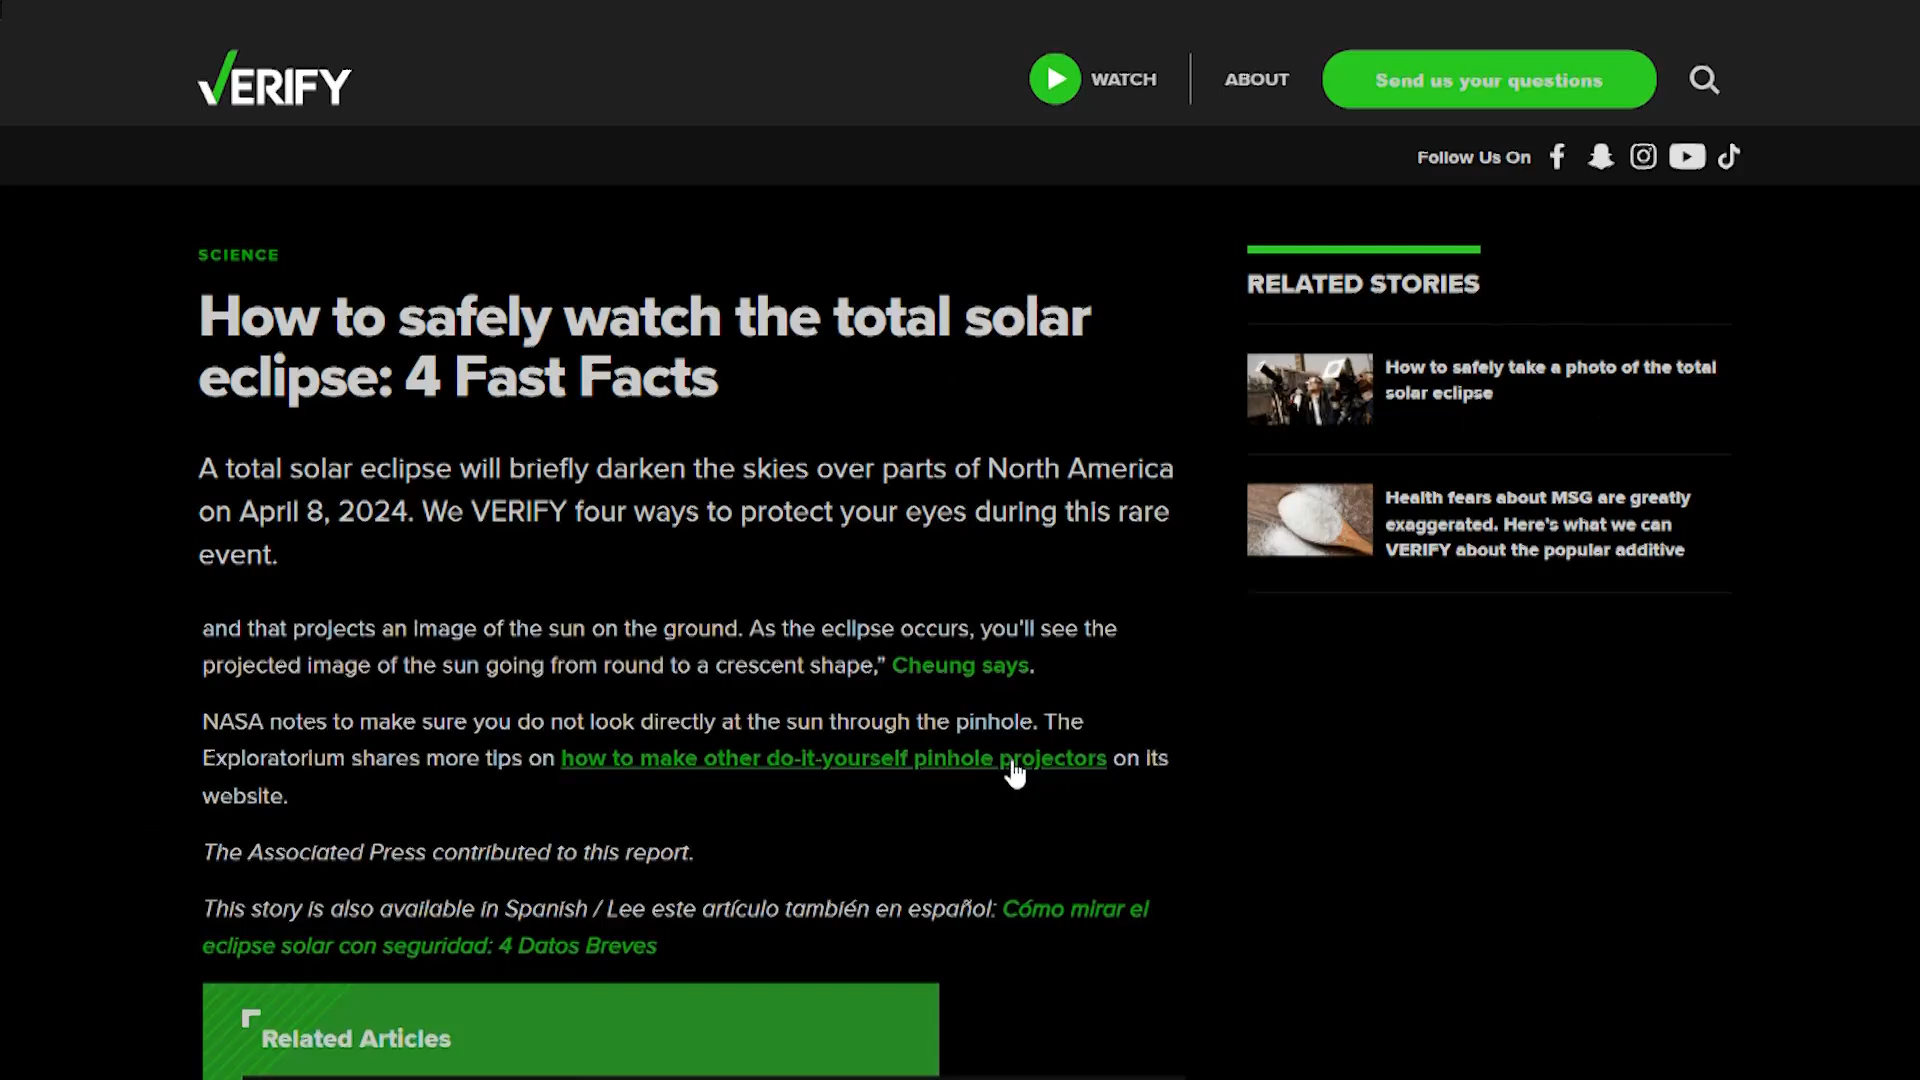 VERIFY
WATCH
ABOUT
Send us your questions
Follow Us On
SCIENCE
How to safely watch the total solar
eclipse: 4 Fast Facts
A total solar eclipse will briefly darken the skies over parts of North America
on April 8, 2024. We VERIFY four ways to protect your eyes during this rare
event.
and that projects an image of the sun on the ground. As the eclipse occurs, you'll see the
projected image of the sun going from round to a crescent shape,” Cheung says.
NASA notes to make sure you do not look directly at the sun through the pinhole. The
Exploratorium shares more tips on how to make other do-it-yourself pinhole projectors on its
website.
The Associated Press contributed to this report.
This story is also available in Spanish / Lee este artículo también en español: Cómo mirar el
eclipse solar con seguridad: 4 Datos Breves
Related Articles
RELATED STORIES
How to safely take a photo of the total
solar eclipse
Health fears about MSG are greatly
exaggerated. Here's what we can
VERIFY about the popular additive